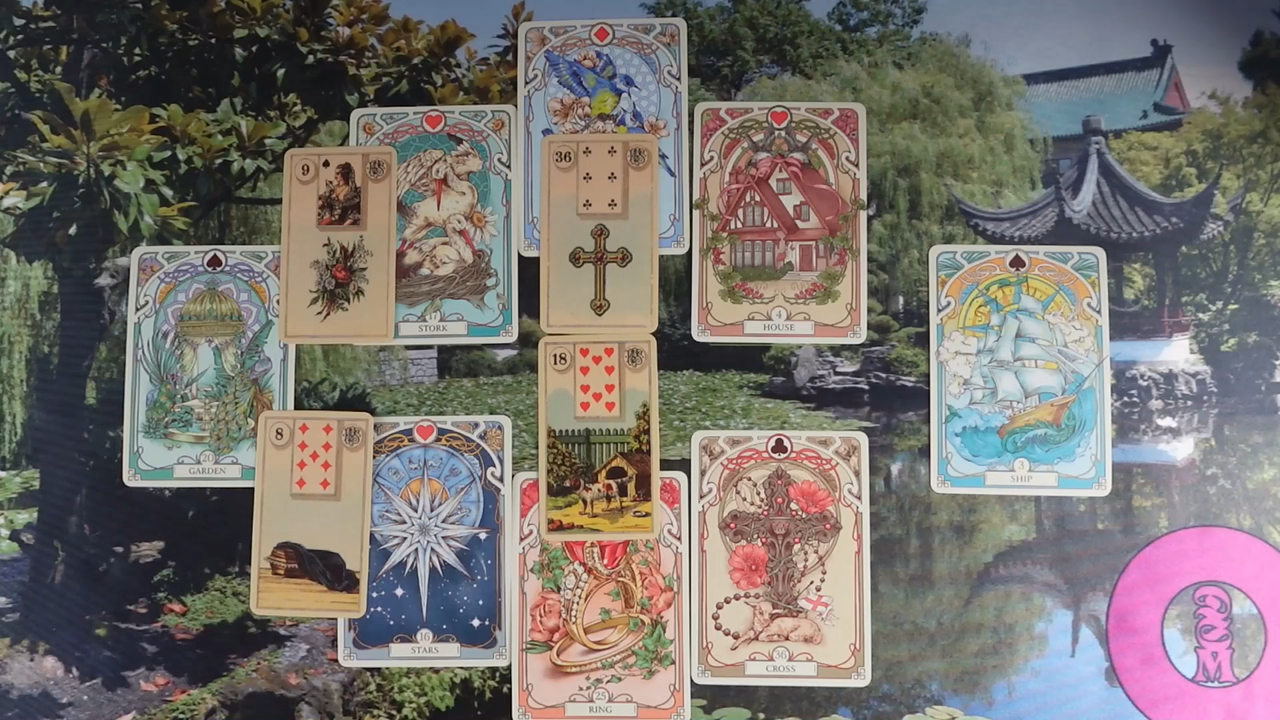 9
36
STORK
4
HOUSE
20
GARDEN
3
SHIP
18
8
16
STARS
25
RING
36
CROSS